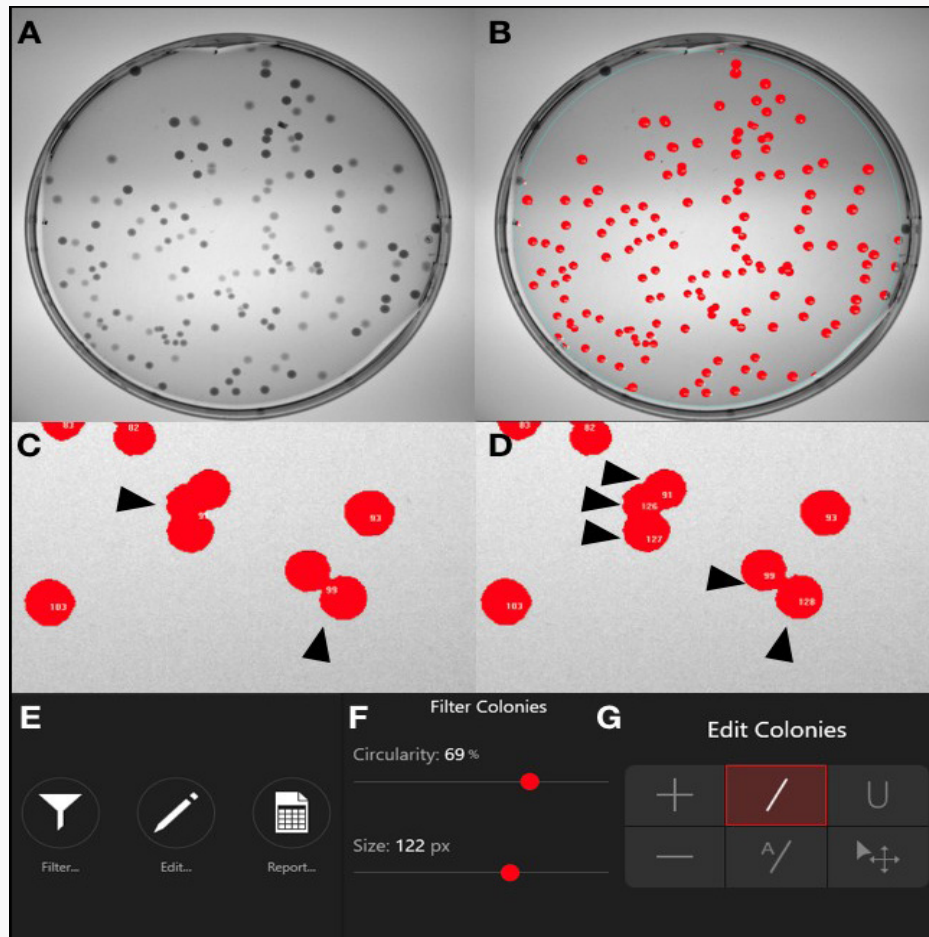 A
B
C
83
82
91
93
99
103
D
83
82
91
126
127
93
99
128
103
E
Filter...
Edit...
Report...
F
Filter Colonies
Circularity: 69 %
Size: 122 px
G
Edit Colonies
U
A